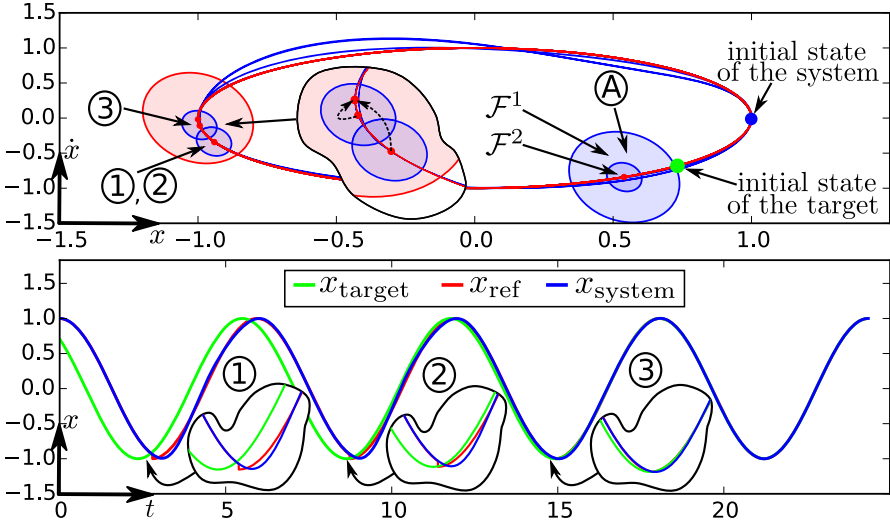 1.5
1.0
0.5
0.0
−0.5
−1.0
−1.5
ẋ
x
−1.5
−1.0
−0.5
0.0
0.5
1.0
③
①,②
Ⓐ
ℱ¹
ℱ²
initial state
of the system
initial state
of the target
1.5
1.0
0.5
0.0
−0.5
−1.0
−1.5
x
t
0
5
10
15
20
x_target x_ref x_system
①
②
③